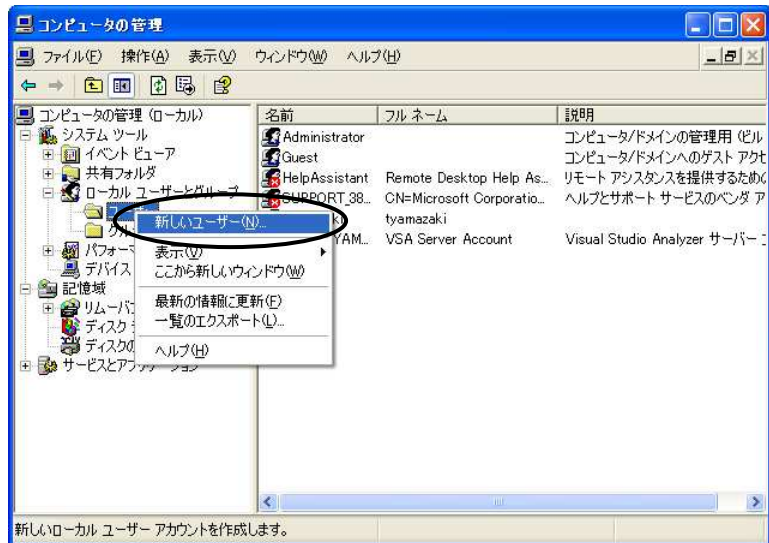 コンピュータの管理
ファイル(F) 操作(A) 表示(V) ウィンドウ(W) ヘルプ(H)
コンピュータの管理 (ローカル)
システム ツール
イベント ビューア
共有フォルダ
ローカル ユーザーとグループ
パフォーマ
デバイス
記憶域
リムーバ
ディスク
ディスクの
サービスとアプリケーション
新しいユーザー(N)...
表示(V)
ここから新しいウィンドウ(W)
最新の情報に更新(F)
一覧のエクスポート(L)...
ヘルプ(H)
名前 フル ネーム 説明
Administrator コンピュータ/ドメインの管理用 (ビル
Guest コンピュータ/ドメインへのゲスト アクセ
HelpAssistant Remote Desktop Help As... リモート アシスタンスを提供するため
SUPPORT_38... CN=Microsoft Corporatio... ヘルプとサポート サービスのベンダ ア
ki tyamazaki
YAM... VSA Server Account Visual Studio Analyzer サーバー
新しいローカル ユーザー アカウントを作成します。